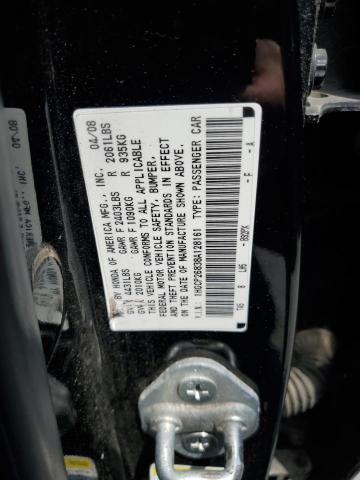 BY HONDA OF AMERICA MFG., INC. 04/08
4431LBS GAWR F 2403LBS R 2061LBS
2010KG GAWR F 1090KG R 935KG
THIS VEHICLE CONFORMS TO ALL APPLICABLE
FEDERAL MOTOR VEHICLE SAFETY, BUMPER,
AND THEFT PREVENTION STANDARDS IN EFFECT
ON THE DATE OF MANUFACTURE SHOWN ABOVE.
V.I.N. 1HGCP26838A128161 TYPE: PASSENGER CAR
F A